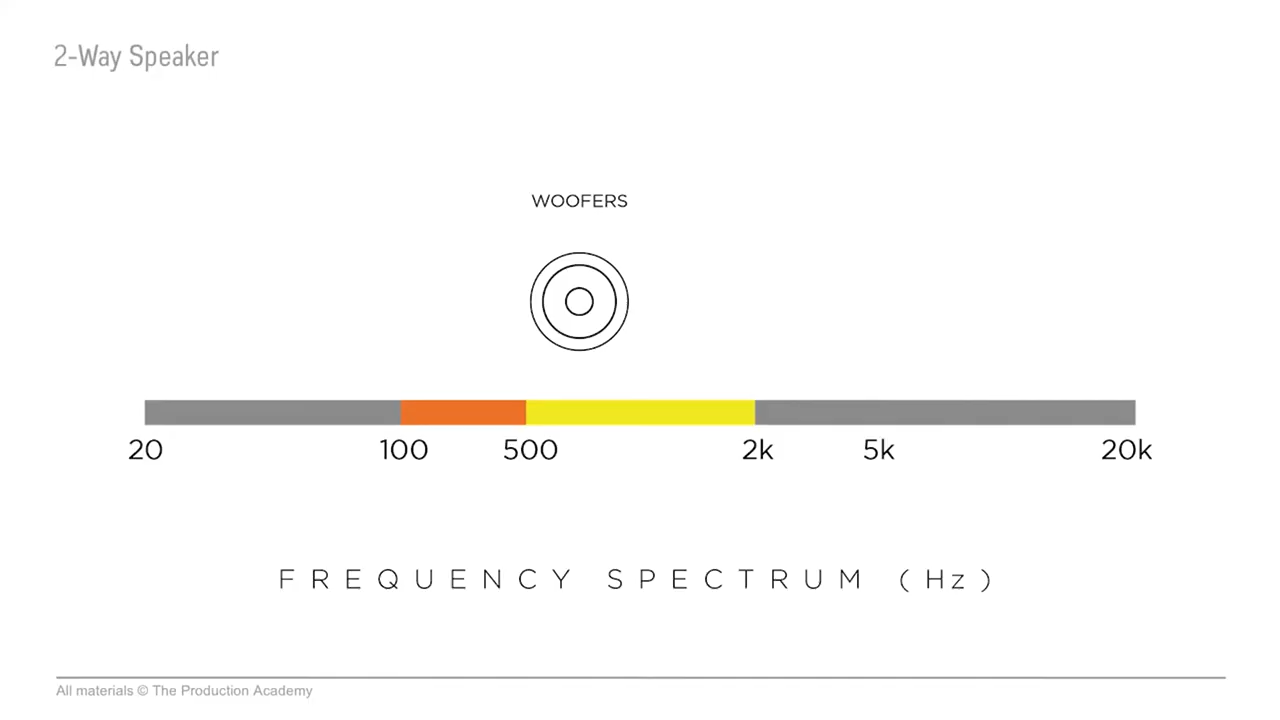 2-Way Speaker
WOOFERS
20 100 500 2k 5k 20k
FREQUENCY SPECTRUM (Hz)
All materials © The Production Academy